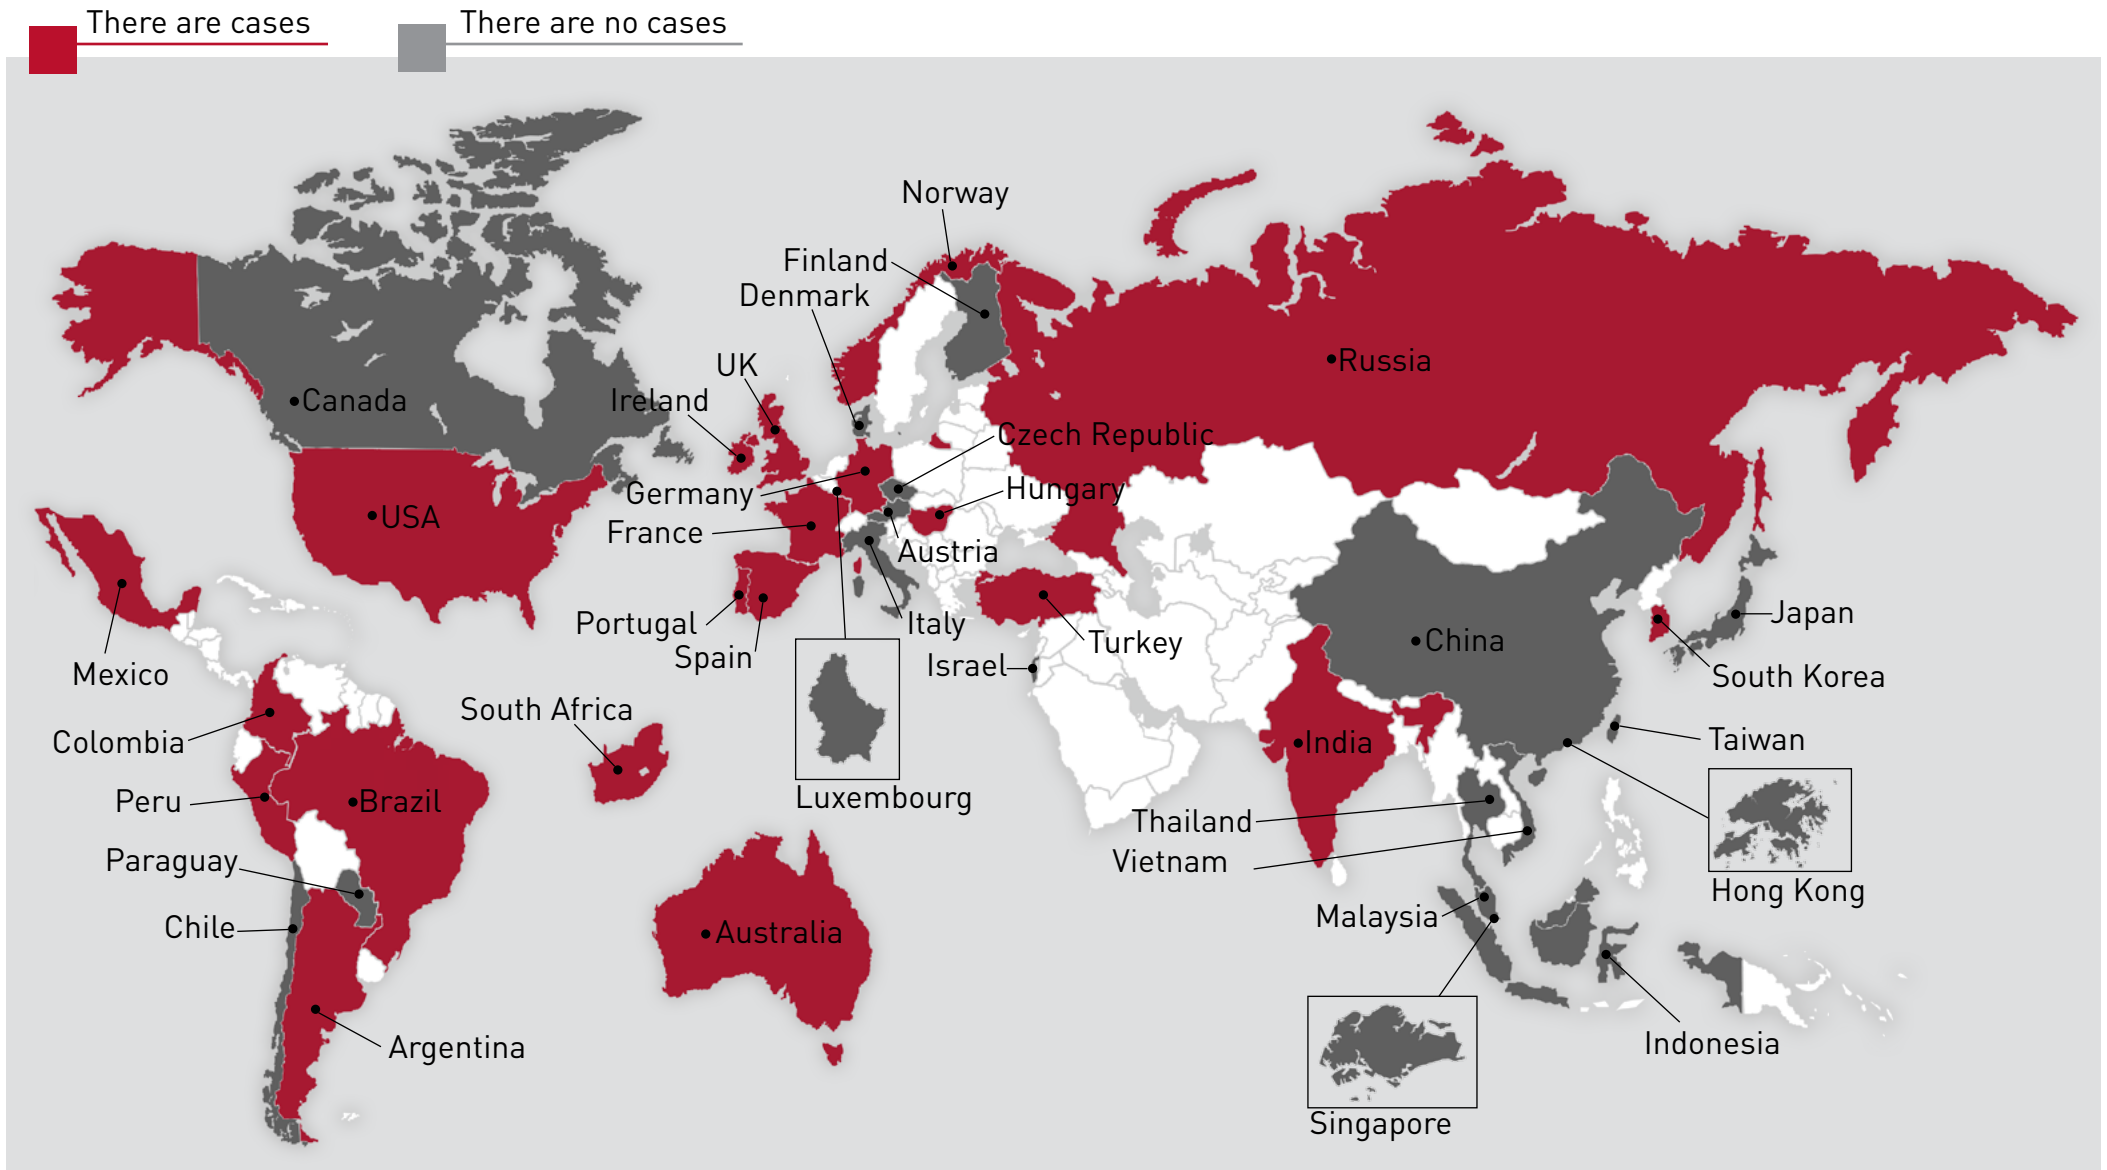 There are cases
There are no cases
Norway
Finland
Denmark
UK
Russia
Ireland
Canada
Czech Republic
Germany
Hungary
USA
France
Austria
Portugal
Italy
Japan
Spain
Turkey
China
Israel
Mexico
South Korea
South Africa
Colombia
Taiwan
India
Peru
Brazil
Luxembourg
Thailand
Paraguay
Vietnam
Hong Kong
Chile
Australia
Malaysia
Argentina
Indonesia
Singapore